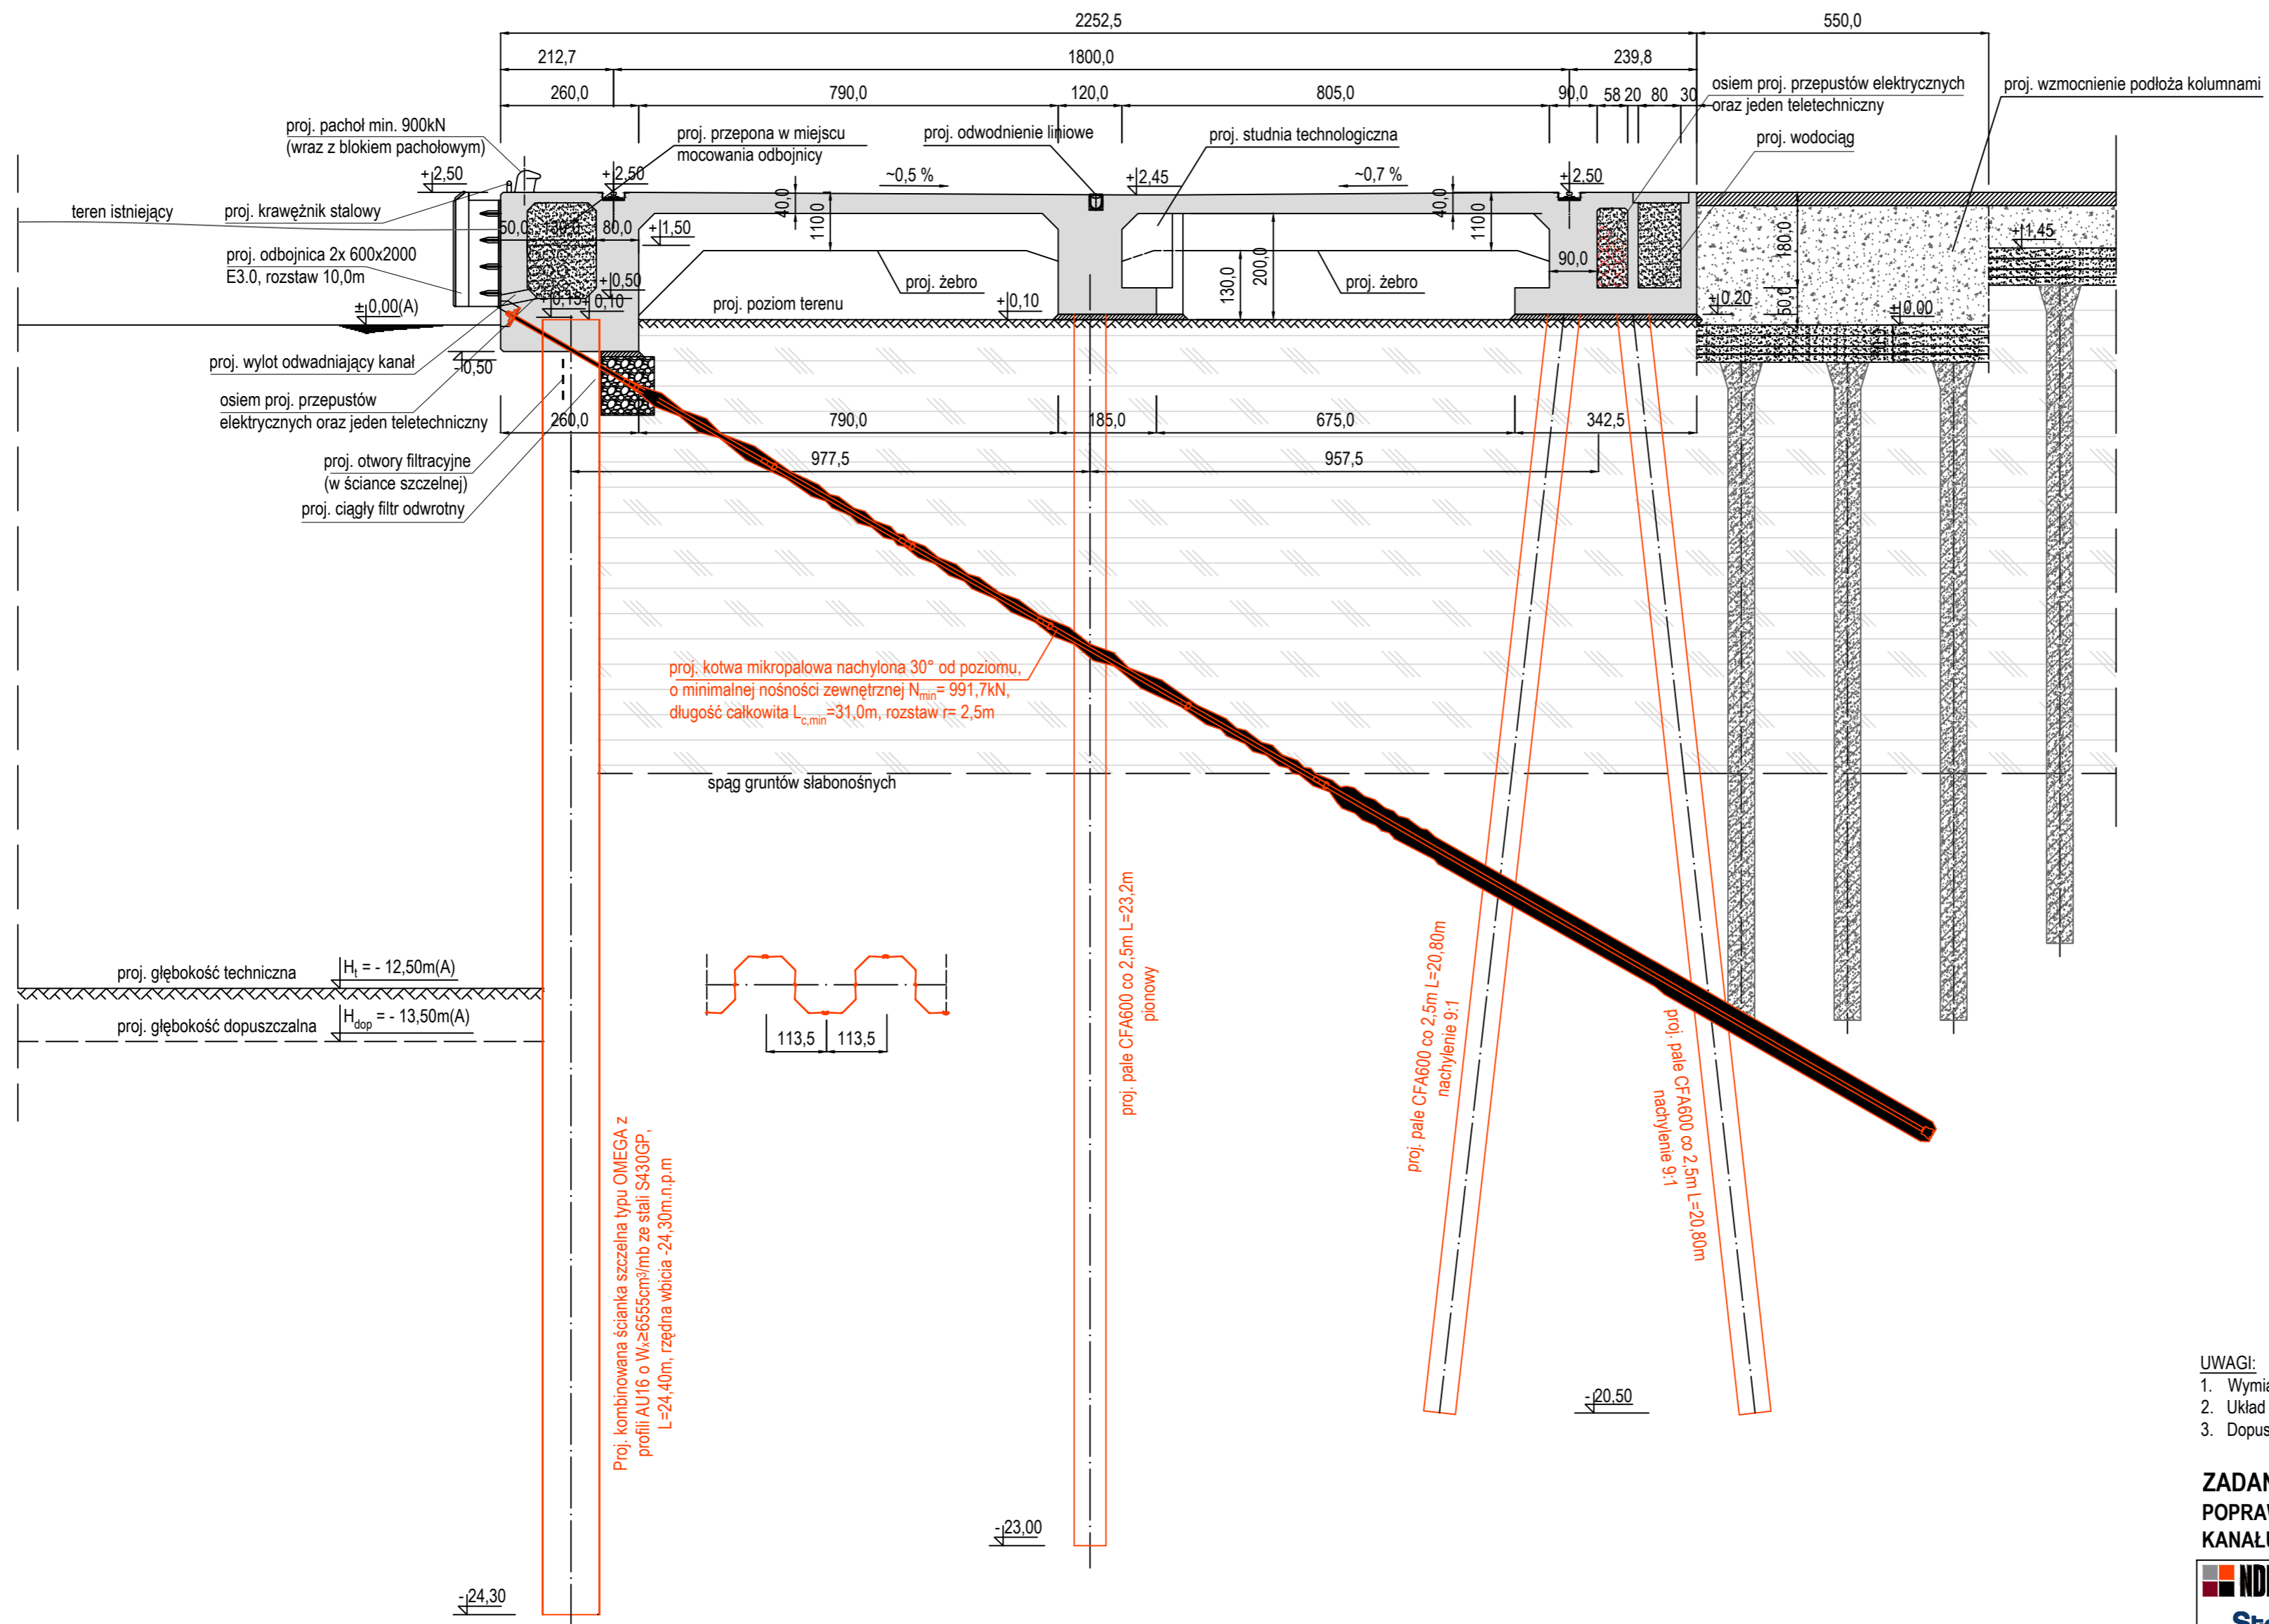 2252,5
550,0
212,7
1800,0
239,8
260,0
790,0
120,0
805,0
90,0
58
20
80
30
osiem proj. przepustów elektrycznych
oraz jeden teletechniczny
proj. wzmocnienie podłoża kolumnami
proj. pachoł min. 900kN
(wraz z blokiem pachołowym)
proj. przepona w miejscu
mocowania odbojnicy
proj. odwodnienie liniowe
proj. studnia technologiczna
proj. wodociąg
+2,50
+2,50
~0,5 %
+2,45
~0,7 %
+2,50
teren istniejący
proj. krawężnik stalowy
40,0
110,0
40,0
110,0
50,0
80,0
+1,50
180,0
+1,45
proj. odbojnica 2x 600x2000
E3.0, rozstaw 10,0m
+0,50
proj. żebro
130,0
200,0
proj. żebro
90,0
±0,00(A)
+0,15
+0,10
proj. poziom terenu
+0,10
+0,20
50,0
±0,00
proj. wylot odwadniający kanał
-0,50
osiem proj. przepustów
elektrycznych oraz jeden teletechniczny
260,0
790,0
185,0
675,0
342,5
977,5
957,5
proj. otwory filtracyjne
(w ściance szczelnej)
proj. ciągły filtr odwrotny
proj. kotwa mikropalowa nachylona 30° od poziomu,
o minimalnej nośności zewnętrznej Nmin= 991,7kN,
długość całkowita Lc,min=31,0m, rozstaw r= 2,5m
spąg gruntów słabonośnych
proj. głębokość techniczna
Ht = - 12,50m(A)
proj. głębokość dopuszczalna
Hdop = - 13,50m(A)
113,5
113,5
proj. pale CFA600 co 2,5m L=23,2m
pionowy
proj. pale CFA600 co 2,5m L=20,80m
nachylenie 9:1
proj. pale CFA600 co 2,5m L=20,80m
nachylenie 9:1
Proj. kombinowana ścianka szczelna typu OMEGA z
profili AU16 o Wx≥6555cm³/mb ze stali S430GP,
L=24,40m, rzędna wbicia -24,30m.n.p.m
-20,50
-23,00
-24,30
UWAGI:
1. Wymia
2. Układ
3. Dopus
ZADAN
POPRAW
KANAŁU
ND